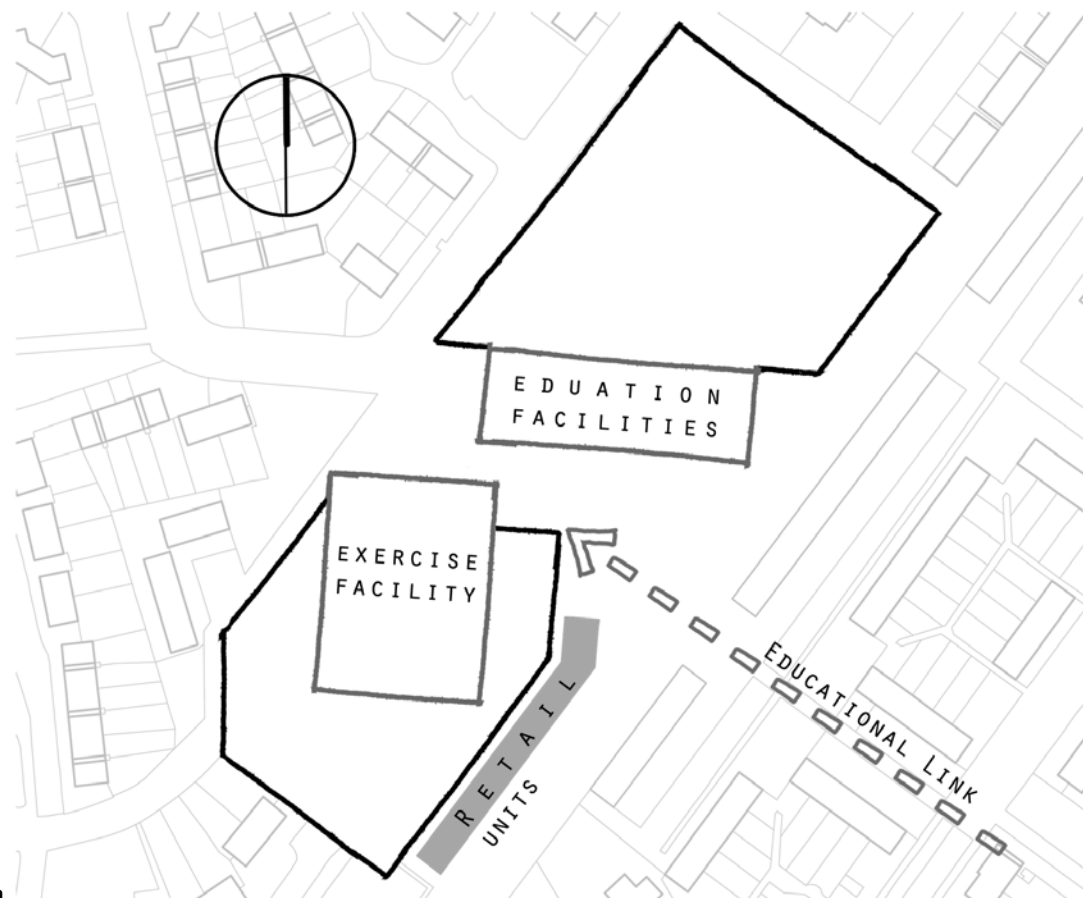 EDUATION
FACILITIES
EXERCISE
FACILITY
RETAIL
UNITS
EDUCATIONAL LINK